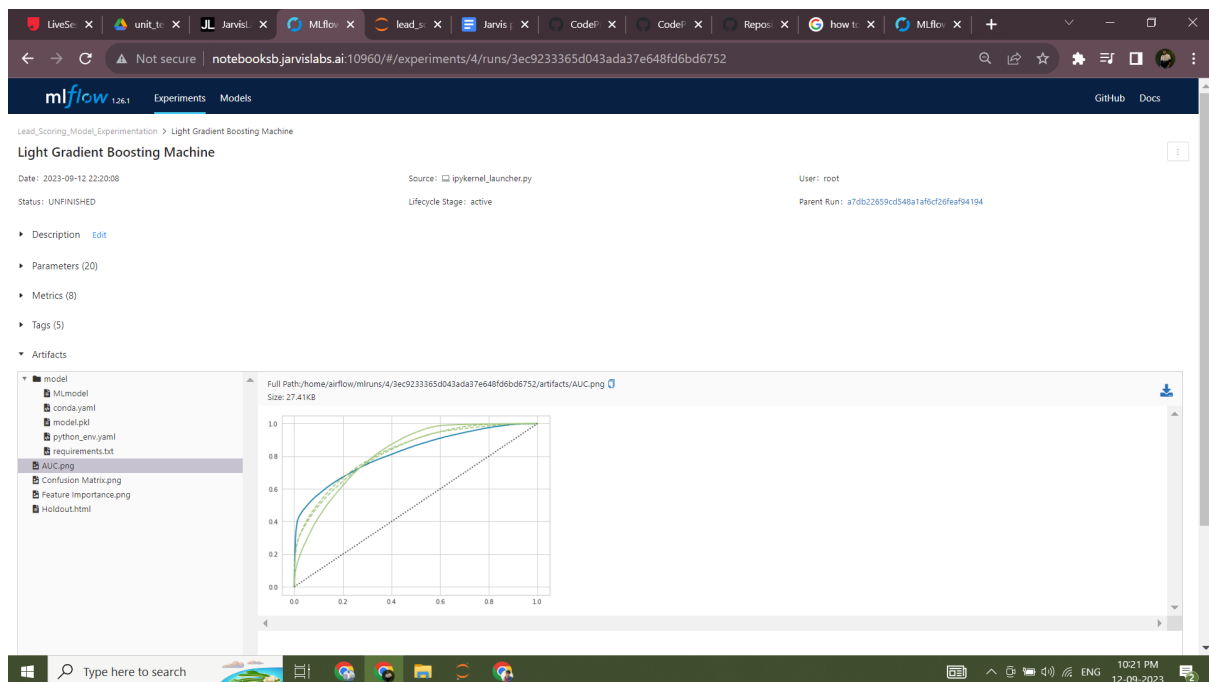 LiveSe unit_te JarvisL MLflov lead_sc Jarvis p CodeP CodeP Reposi how to MLflov
Not secure notebooksb.jarvislabs.ai:10960/#/experiments/4/runs/3ec9233365d043ada37e648fd6bd6752
mlflow 1.26.1 Experiments Models GitHub Docs
Lead_Scoring_Model_Experimentation > Light Gradient Boosting Machine
Light Gradient Boosting Machine
Date: 2023-09-12 22:20:08 Source: ipykernel_launcher.py User: root
Status: UNFINISHED Lifecycle Stage: active Parent Run: a7db22659cd548a1af6cf26feaf94194
Description Edit
Parameters (20)
Metrics (8)
Tags (5)
Artifacts
model
MLmodel
conda.yaml
model.pkl
python_env.yaml
requirements.txt
AUC.png
Confusion Matrix.png
Feature Importance.png
Holdout.html
Full Path:/home/airflow/mlruns/4/3ec9233365d043ada37e648fd6bd6752/artifacts/AUC.png
Size: 27.41KB
1.0
0.8
0.6
0.4
0.2
0.0
0.0 0.2 0.4 0.6 0.8 1.0
Type here to search
ENG
10:21 PM
12-09-2023
2